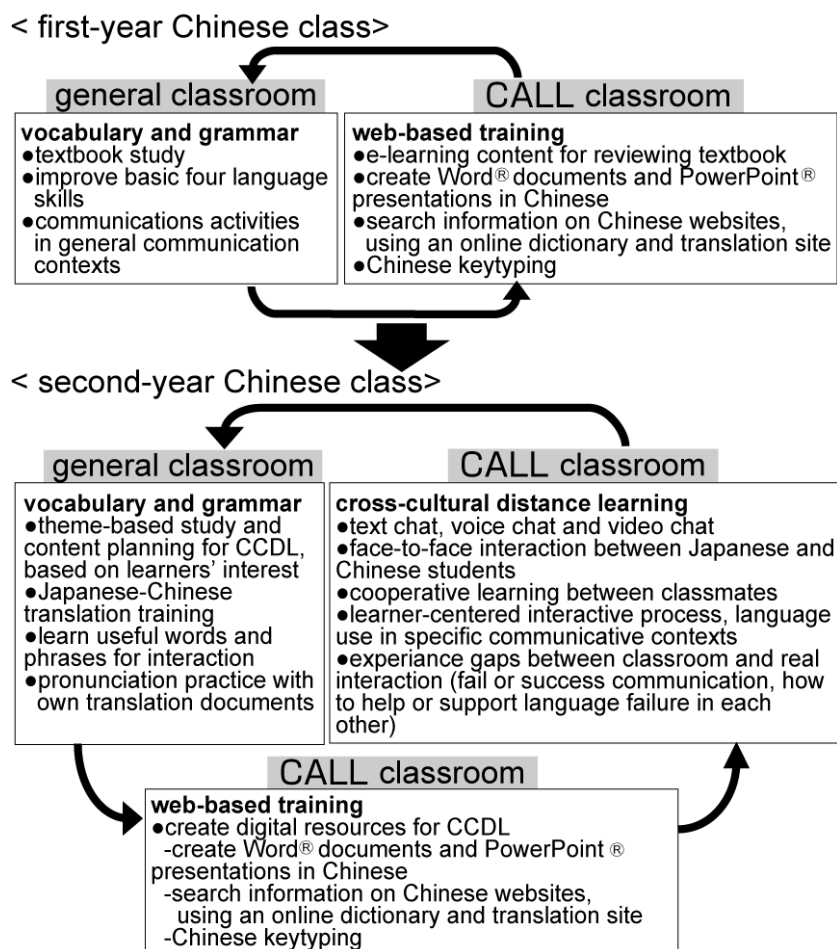 < first-year Chinese class>
general classroom
vocabulary and grammar
●textbook study
●improve basic four language
skills
●communications activities
in general communication
contexts
CALL classroom
web-based training
●e-learning content for reviewing textbook
●create Word® documents and PowerPoint®
presentations in Chinese
●search information on Chinese websites,
using an online dictionary and translation site
●Chinese keytyping
< second-year Chinese class>
general classroom
vocabulary and grammar
●theme-based study and
content planning for CCDL,
based on learners' interest
●Japanese-Chinese
translation training
●learn useful words and
phrases for interaction
●pronunciation practice with
own translation documents
CALL classroom
cross-cultural distance learning
●text chat, voice chat and video chat
●face-to-face interaction between Japanese and
Chinese students
●cooperative learning between classmates
●learner-centered interactive process, language
use in specific communicative contexts
●experiance gaps between classroom and real
interaction (fail or success communication, how
to help or support language failure in each
other)
CALL classroom
web-based training
●create digital resources for CCDL
-create Word® documents and PowerPoint ®
presentations in Chinese
-search information on Chinese websites,
using an online dictionary and translation site
-Chinese keytyping